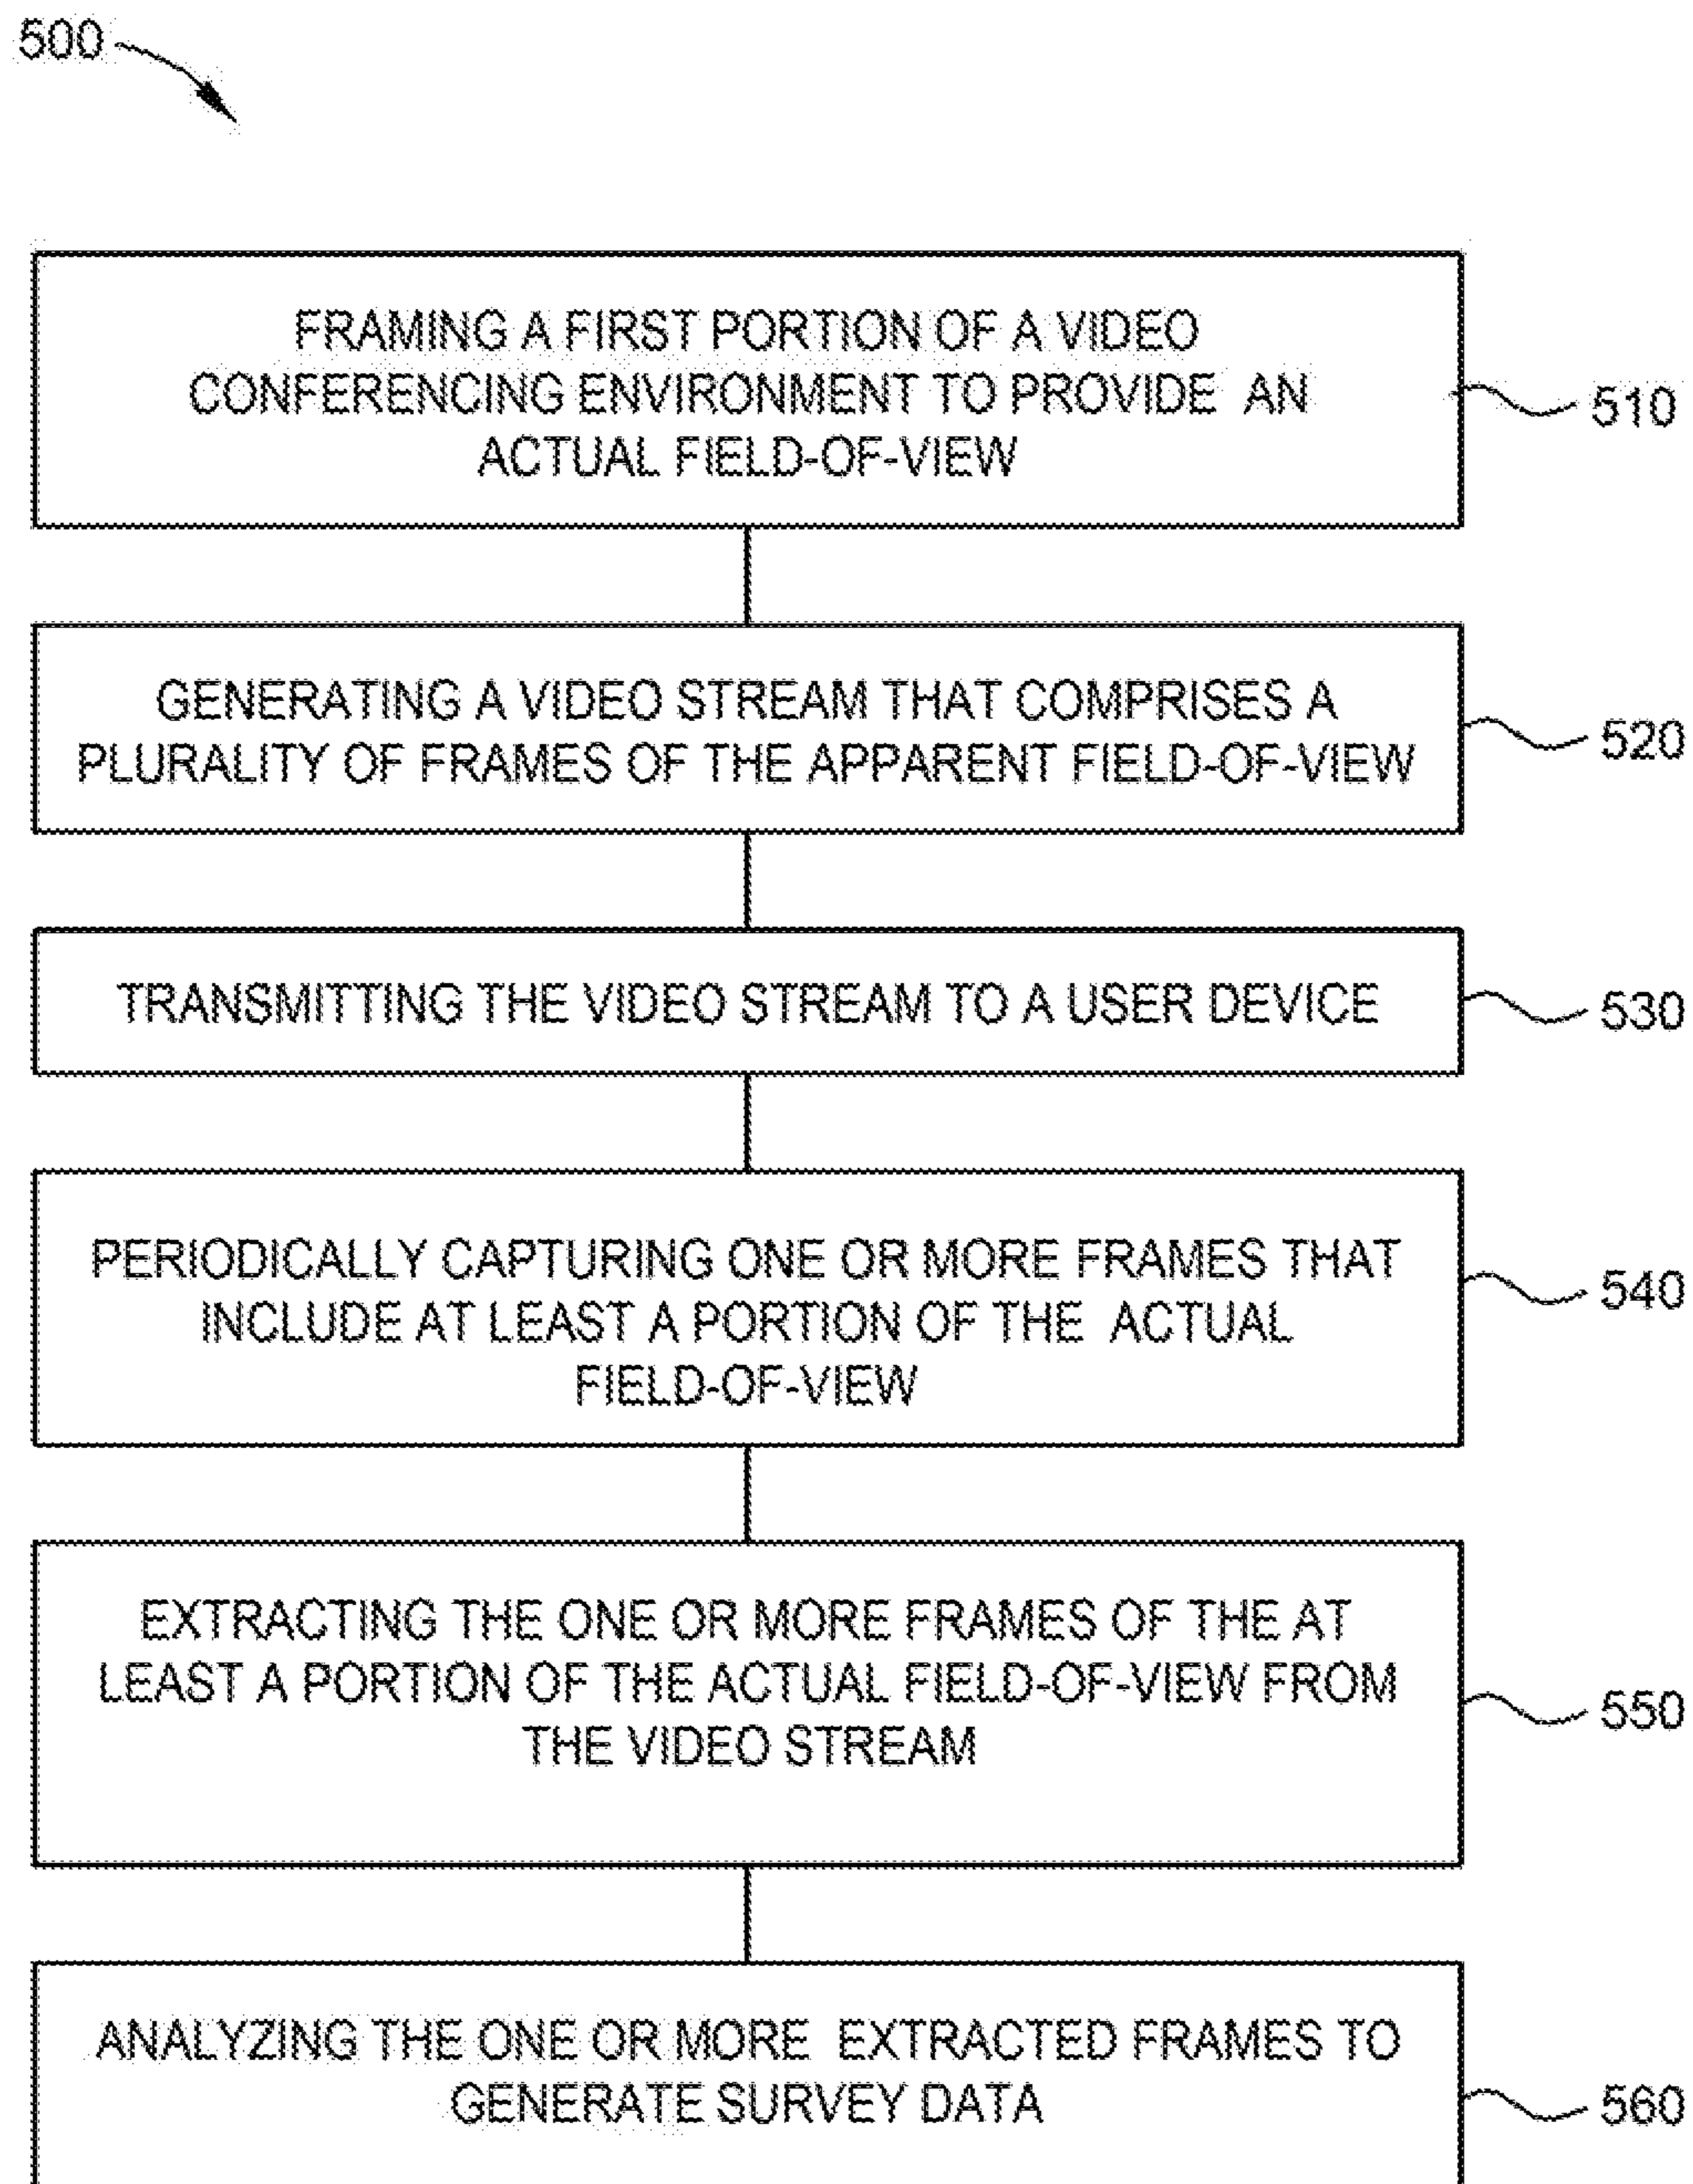 500
FRAMING A FIRST PORTION OF A VIDEO
CONFERENCING ENVIRONMENT TO PROVIDE AN
ACTUAL FIELD-OF-VIEW
510
GENERATING A VIDEO STREAM THAT COMPRISES A
PLURALITY OF FRAMES OF THE APPARENT FIELD-OF-VIEW
520
TRANSMITTING THE VIDEO STREAM TO A USER DEVICE
530
PERIODICALLY CAPTURING ONE OR MORE FRAMES THAT
INCLUDE AT LEAST A PORTION OF THE ACTUAL
FIELD-OF-VIEW
540
EXTRACTING THE ONE OR MORE FRAMES OF THE AT
LEAST A PORTION OF THE ACTUAL FIELD-OF-VIEW FROM
THE VIDEO STREAM
550
ANALYZING THE ONE OR MORE EXTRACTED FRAMES TO
GENERATE SURVEY DATA
560